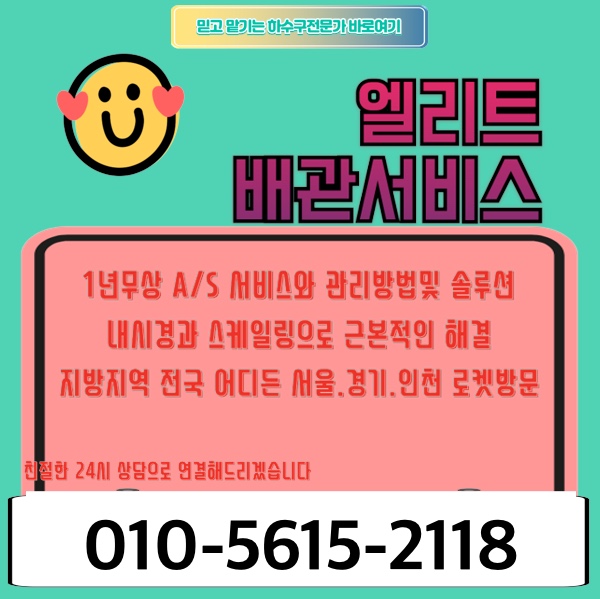 믿고 맡기는 하수구전문가 바로여기
엘리트
배관서비스
1년무상 A/S 서비스와 관리방법및 솔루션
내시경과 스케일링으로 근본적인 해결
지방지역 전국 어디든 서울.경기.인천 로켓방문
친절한 24시 상담으로 연결해드리겠습니다
010-5615-2118